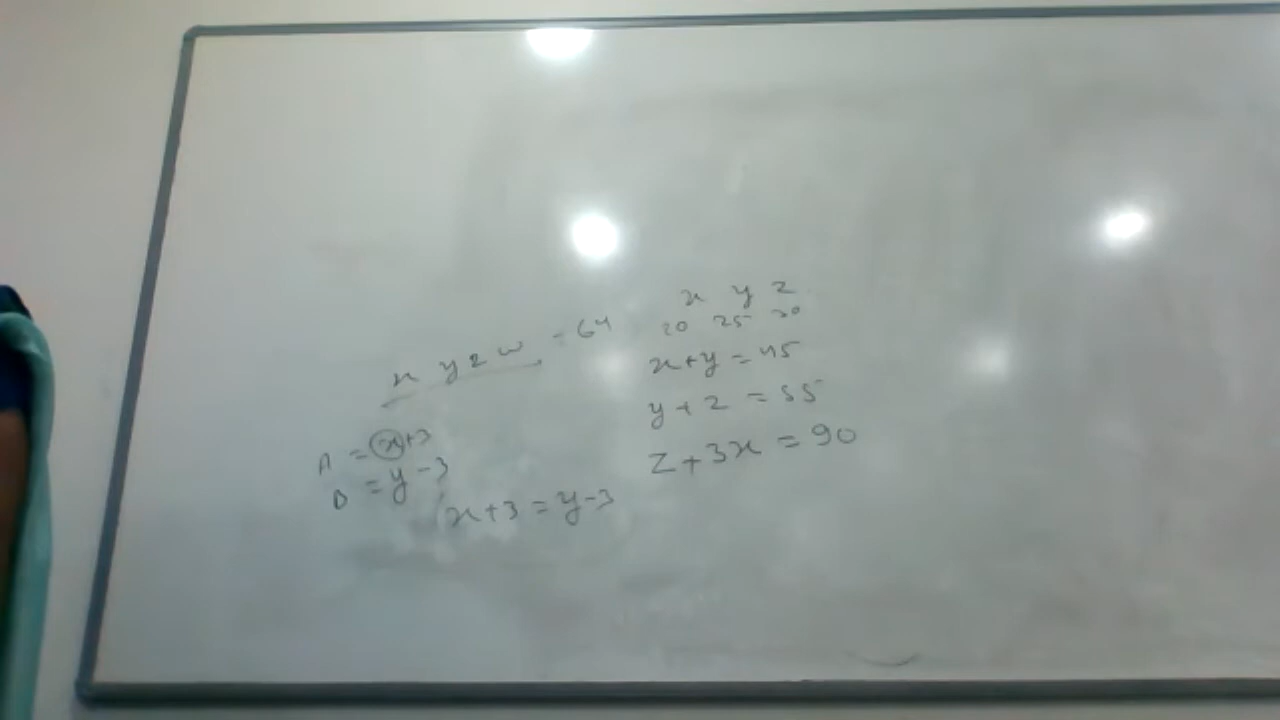 x y z w = 64
A = x+3
B = y-3
x+3 = y-3
x y z
20 25 30
x+y = 45
y+z = 55
z+3x = 90